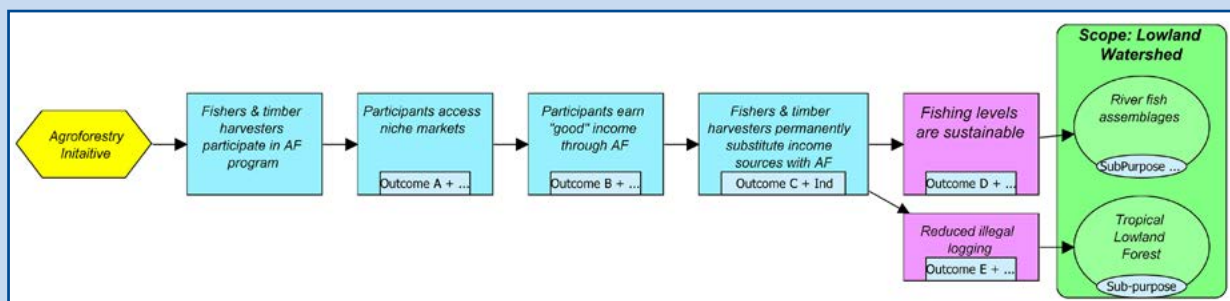 Agroforestry
Initaitive
Fishers & timber
harvesters
participate in AF
program
Participants access
niche markets
Outcome A + ...
Participants earn
"good" income
through AF
Outcome B + ...
Fishers & timber
harvesters permanently
substitute income
sources with AF
Outcome C + Ind
Fishing levels
are sustainable
Outcome D + ...
Reduced illegal
logging
Outcome E + ...
Scope: Lowland
Watershed
River fish
assemblages
SubPurpose ...
Tropical
Lowland
Forest
Sub-purpose